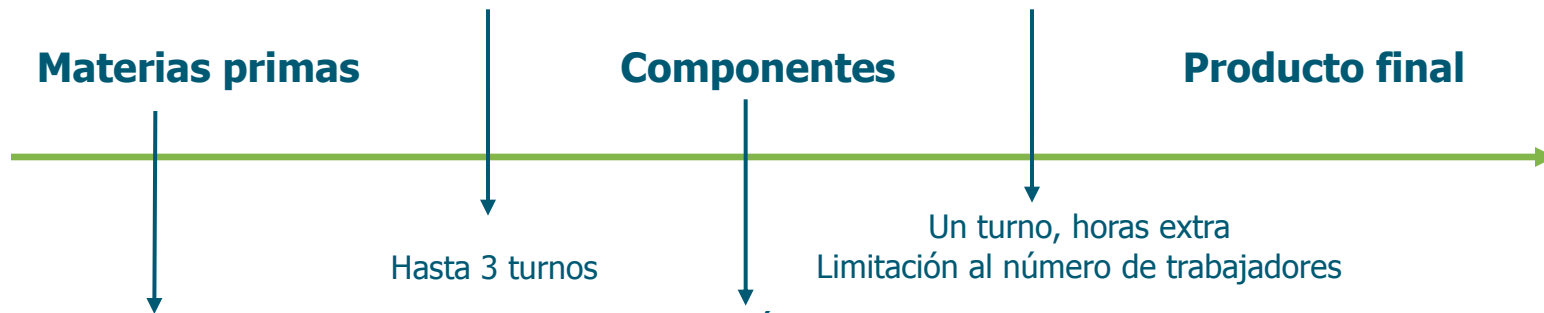 Materias primas
Componentes
Producto final
Hasta 3 turnos
Un turno, horas extra
Limitación al número de trabajadores